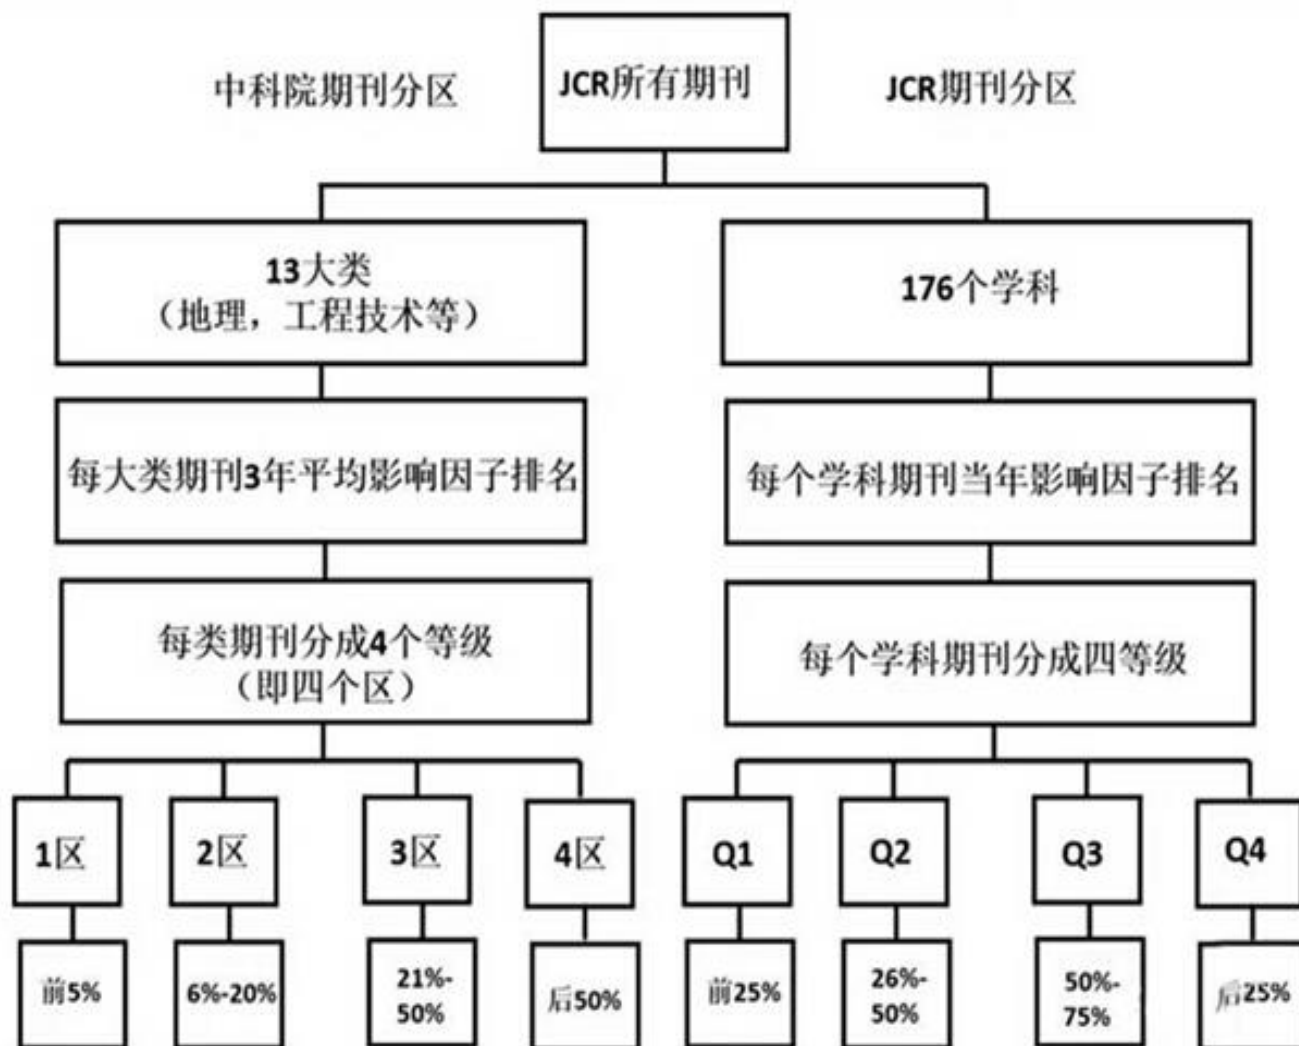 中科院期刊分区
JCR所有期刊
JCR期刊分区
13大类
（地理，工程技术等）
176个学科
每大类期刊3年平均影响因子排名
每个学科期刊当年影响因子排名
每类期刊分成4个等级
（即四个区）
每个学科期刊分成四等级
1区
2区
3区
4区
Q1
Q2
Q3
Q4
前5%
6%-20%
21%-
50%
后50%
前25%
26%-
50%
50%-
75%
后25%